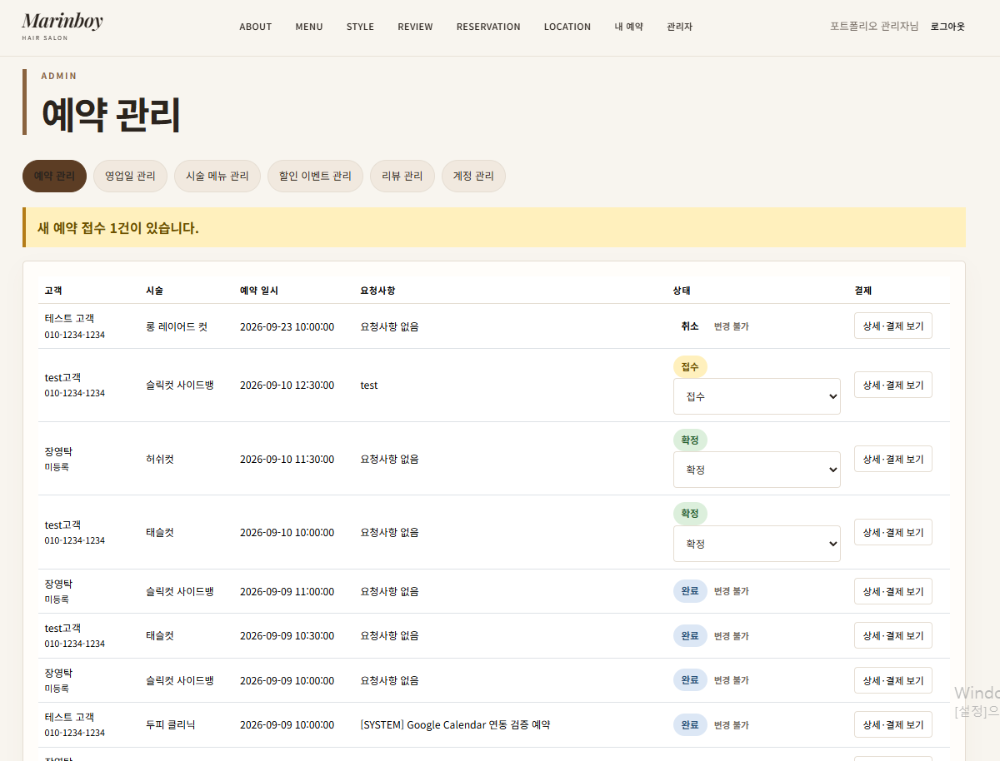 Marinboy
HAIR SALON
ABOUT MENU STYLE REVIEW RESERVATION LOCATION 내 예약 관리자
포트폴리오 관리자님 로그아웃
ADMIN
예약 관리
예약 관리 영업일 관리 시술 메뉴 관리 할인 이벤트 관리 리뷰 관리 계정 관리
새 예약 접수 1건이 있습니다.
고객 시술 예약 일시 요청사항 상태 결제
테스트 고객
010-1234-1234
롱 레이어드 컷 2026-09-23 10:00:00 요청사항 없음 취소 변경 불가 상세·결제 보기
test고객
010-1234-1234
슬릭컷 사이드뱅 2026-09-10 12:30:00 test
접수
접수
상세·결제 보기
장영탁
미등록
허쉬컷 2026-09-10 11:30:00 요청사항 없음
확정
확정
상세·결제 보기
test고객
010-1234-1234
태슬컷 2026-09-10 10:00:00 요청사항 없음
확정
확정
상세·결제 보기
장영탁
미등록
슬릭컷 사이드뱅 2026-09-09 11:00:00 요청사항 없음 완료 변경 불가 상세·결제 보기
test고객
010-1234-1234
태슬컷 2026-09-09 10:30:00 요청사항 없음 완료 변경 불가 상세·결제 보기
장영탁
미등록
슬릭컷 사이드뱅 2026-09-09 10:00:00 요청사항 없음 완료 변경 불가 상세·결제 보기
테스트 고객
010-1234-1234
두피 클리닉 2026-09-09 10:00:00 [SYSTEM] Google Calendar 연동 검증 예약 완료 변경 불가 상세·결제 보기
[설정]으